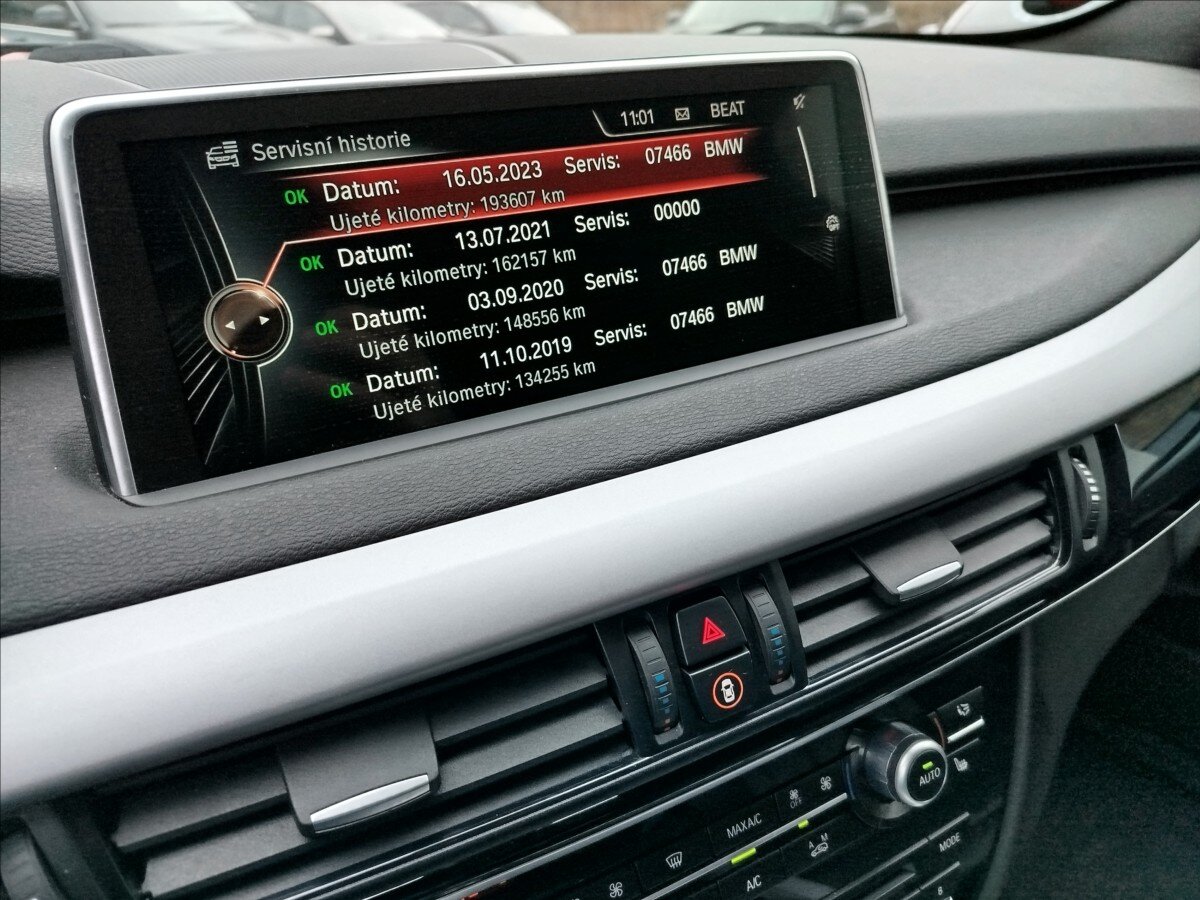 Servisní historie
11:01 BEAT
OK Datum: 16.05.2023 Servis: 07466 BMW
Ujeté kilometry: 193607 km
OK Datum: 13.07.2021 Servis: 00000
Ujeté kilometry: 162157 km
OK Datum: 03.09.2020 Servis: 07466 BMW
Ujeté kilometry: 148556 km
OK Datum: 11.10.2019 Servis: 07466 BMW
Ujeté kilometry: 134255 km
AUTO
OFF
MAX A/C
A M
MODE
A/C
B